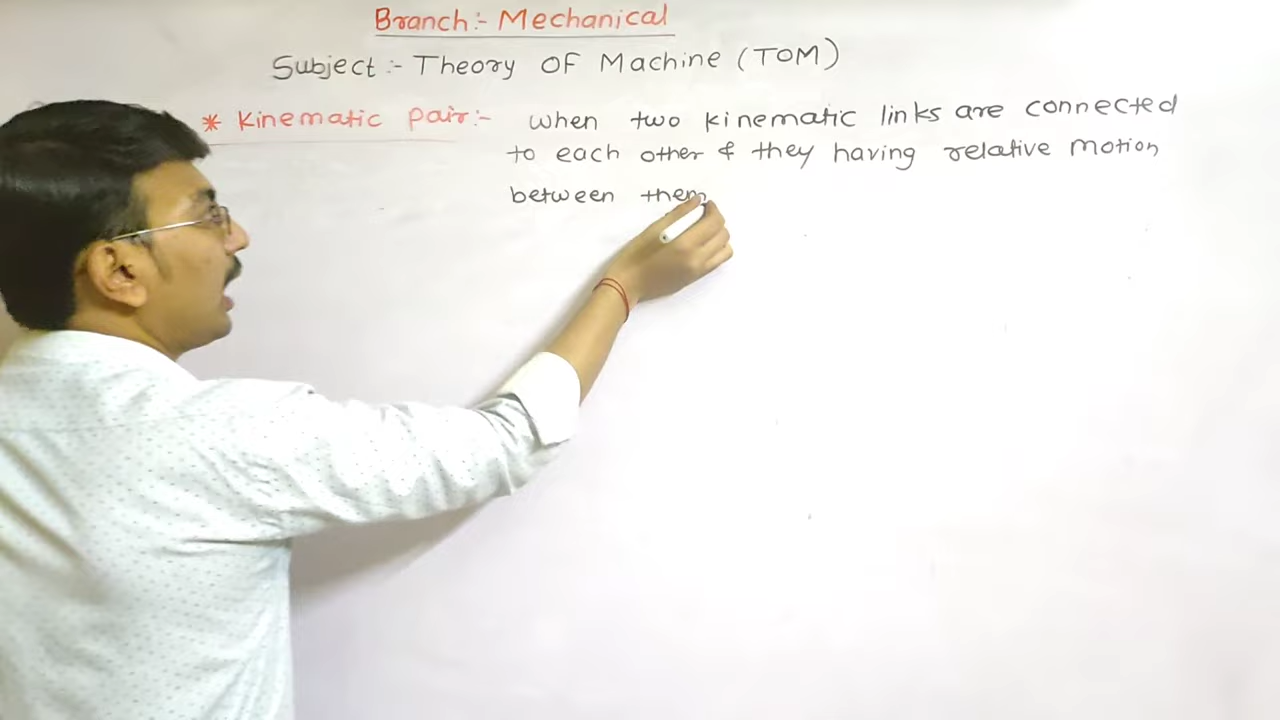 Branch:- Mechanical
Subject:- Theory OF Machine (TOM)
* Kinematic pair:- when two kinematic links are connected
to each other & they having relative motion
between them